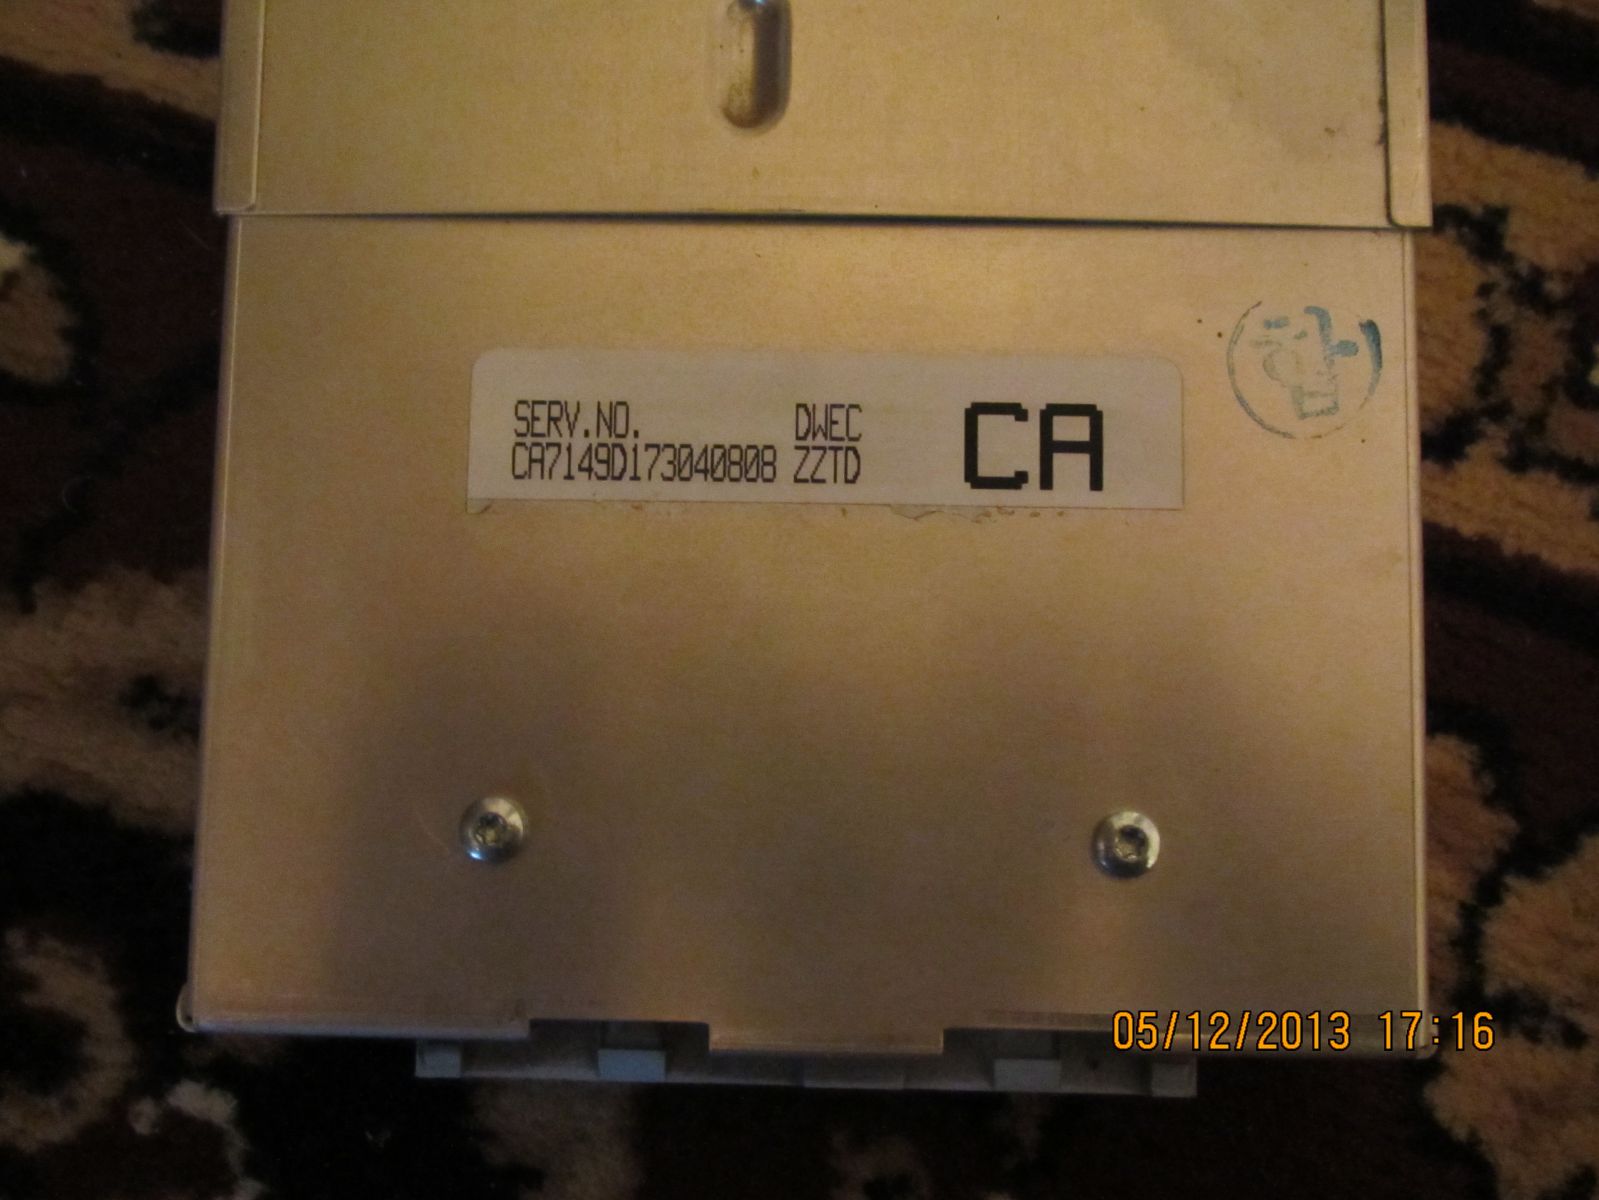 SERV.NO. DWEC
CA7149D173040808 ZZTD
CA
05/12/2013 17:16